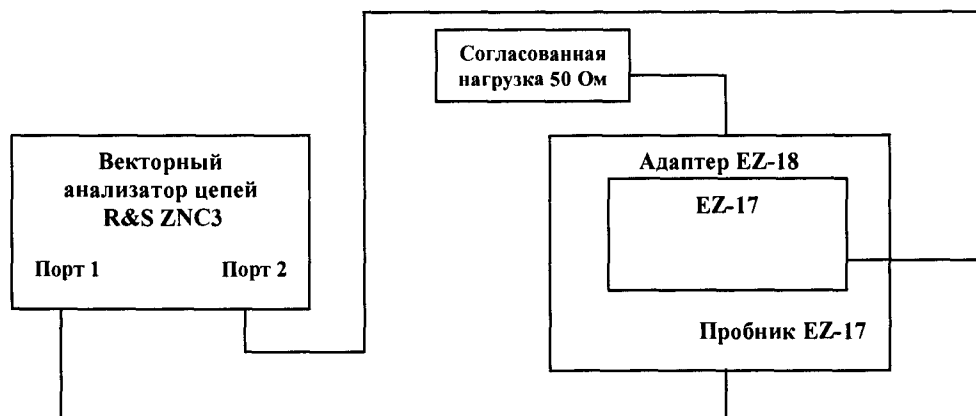 Согласованная
нагрузка 50 Ом
Векторный
анализатор цепей
R&S ZNC3
Порт 1
Порт 2
Адаптер EZ-18
EZ-17
Пробник EZ-17